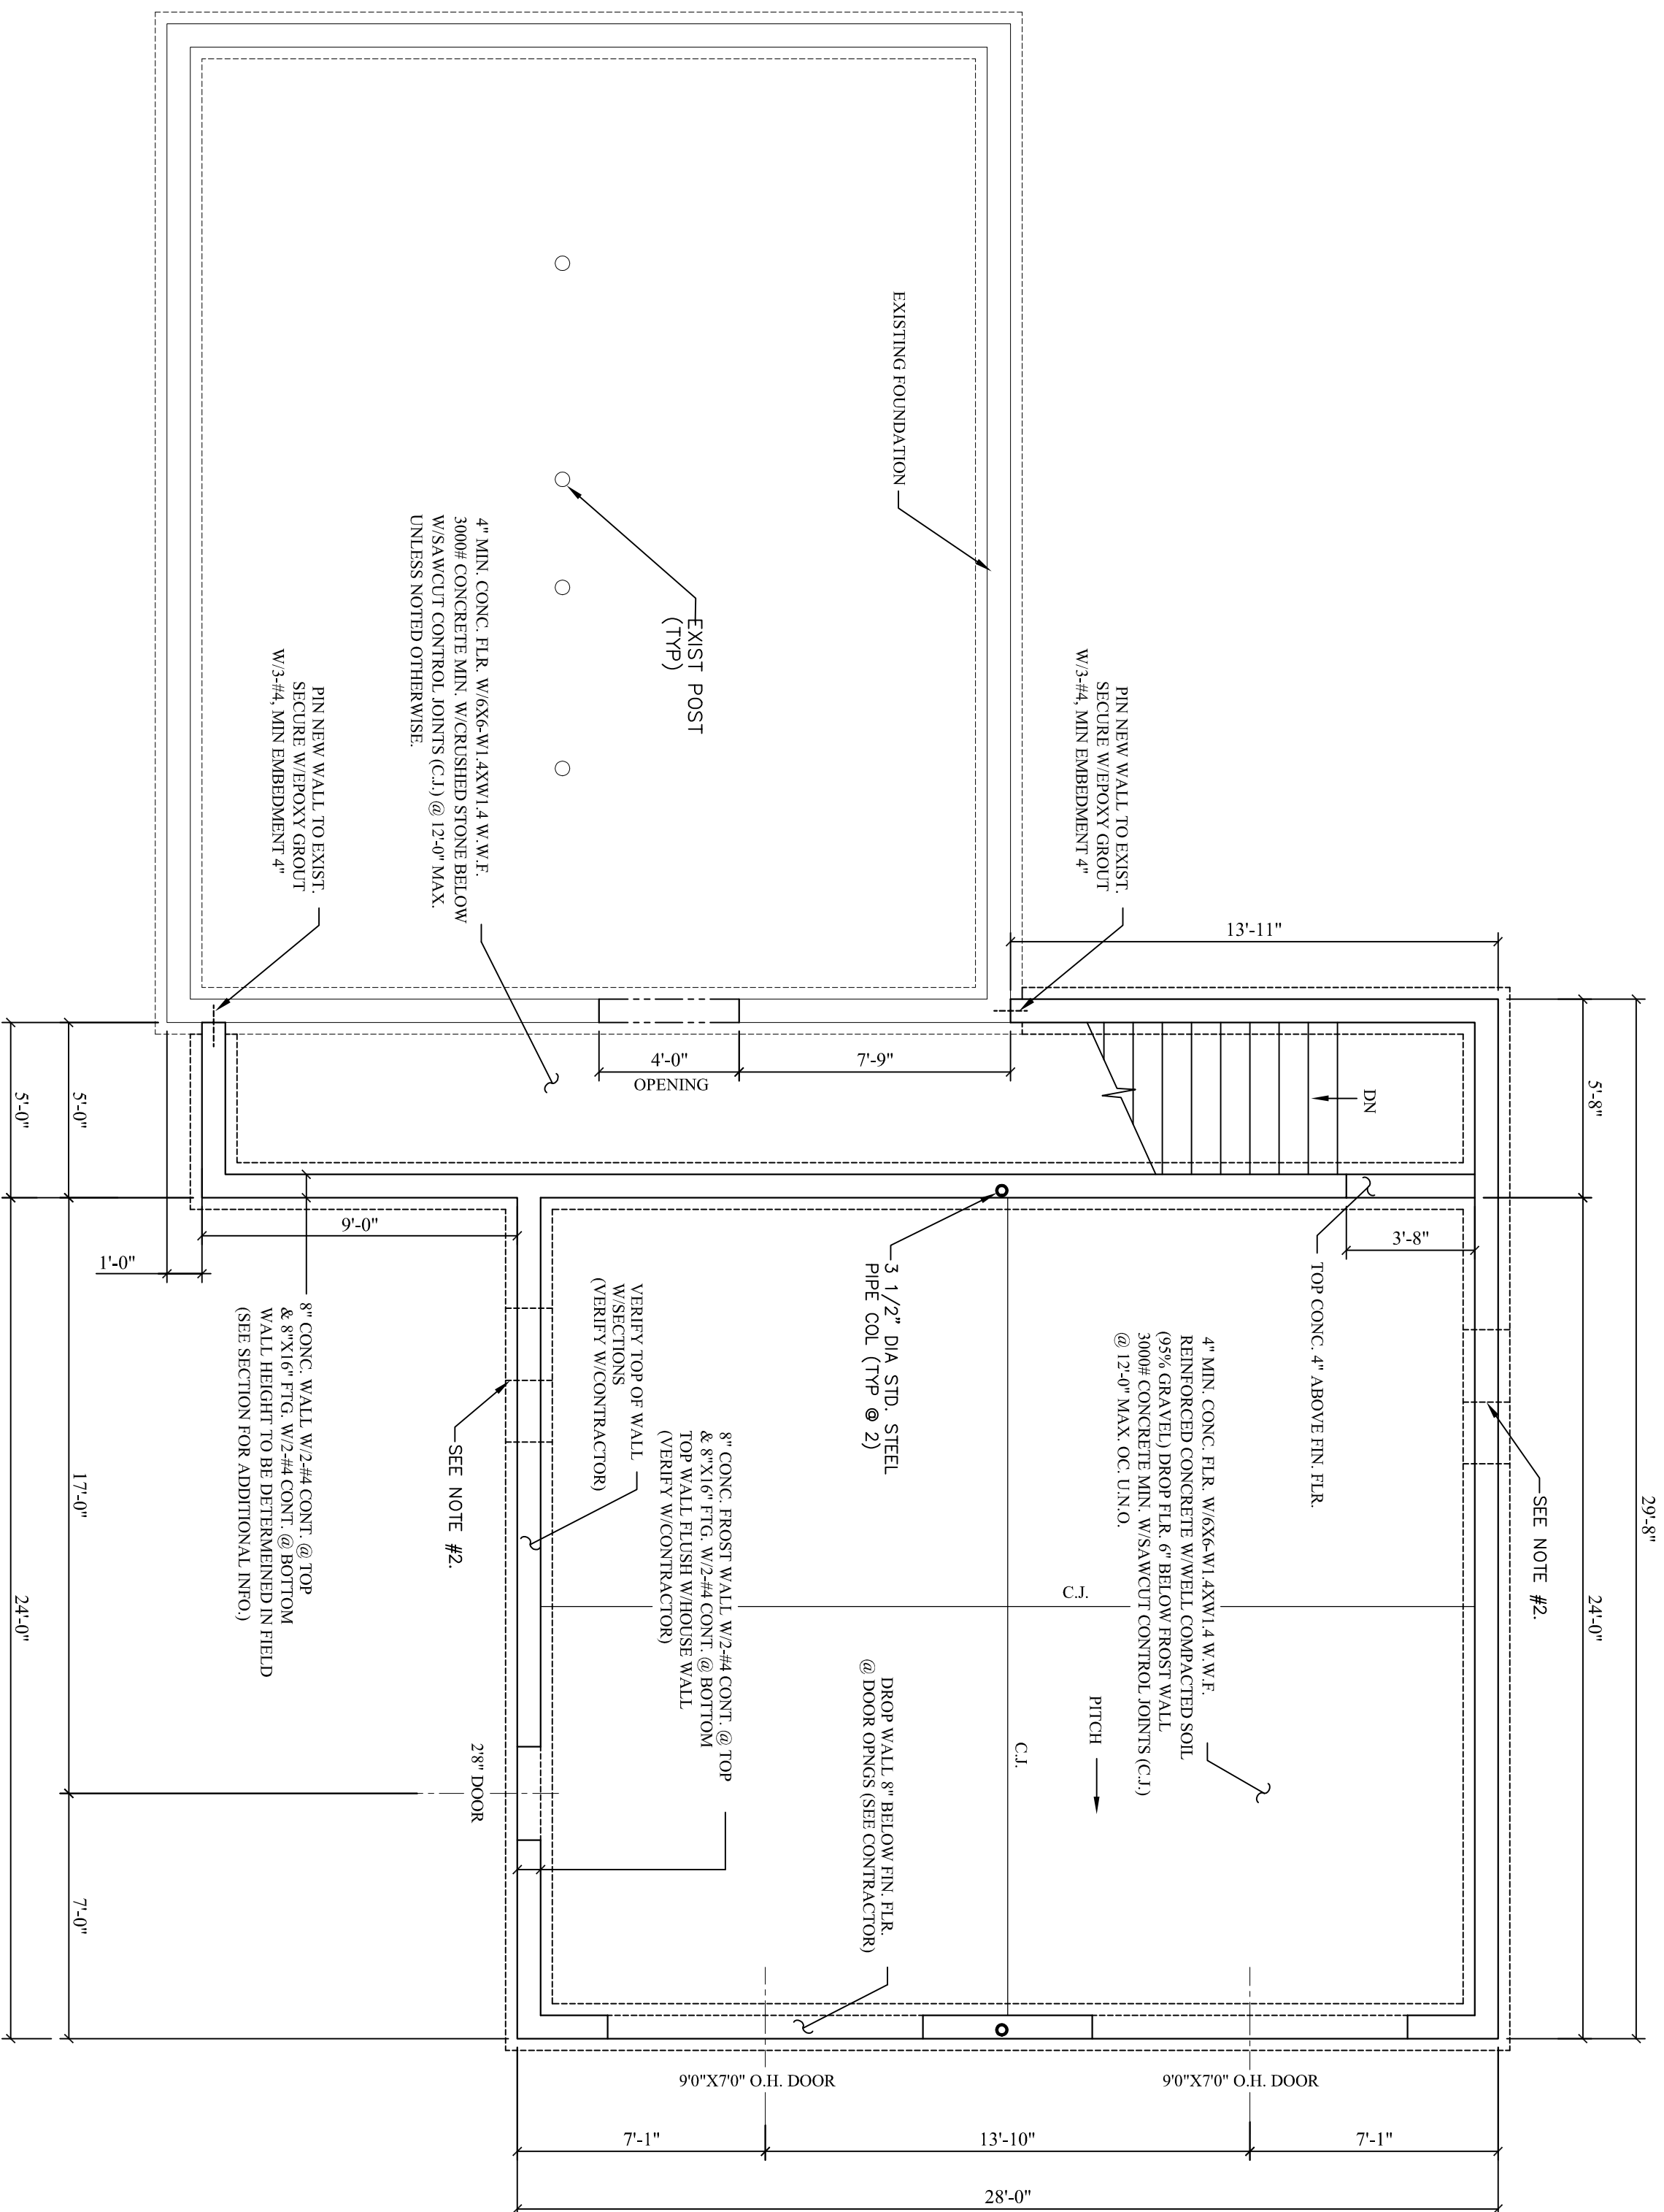 29'-8"
5'-8"
24'-0"
SEE NOTE #2.
13'-11"
DN
3'-8"
TOP CONC. 4" ABOVE FIN. FLR.
4" MIN. CONC. FLR. W/6X6-W1.4XW1.4 W.W.F.
REINFORCED CONCRETE W/WELL COMPACTED SOIL
(95% GRAVEL) DROP FLR. 6" BELOW FROST WALL
3000# CONCRETE MIN. W/SAWCUT CONTROL JOINTS (C.J.)
@ 12'-0" MAX. OC. U.N.O.
PIN NEW WALL TO EXIST.
SECURE W/EPOXY GROUT
W/3-#4, MIN EMBEDMENT 4"
EXISTING FOUNDATION
C.J.
PITCH
C.J.
7'-9"
4'-0"
OPENING
3 1/2" DIA STD. STEEL
PIPE COL (TYP @ 2)
DROP WALL 8" BELOW FIN. FLR.
@ DOOR OPNGS (SEE CONTRACTOR)
EXIST POST
(TYP)
8" CONC. FROST WALL W/2-#4 CONT. @ TOP
& 8"X16" FTG. W/2-#4 CONT. @ BOTTOM
TOP WALL FLUSH W/HOUSE WALL
(VERIFY W/CONTRACTOR)
VERIFY TOP OF WALL
W/SECTIONS
(VERIFY W/CONTRACTOR)
4" MIN. CONC. FLR. W/6X6-W1.4XW1.4 W.W.F.
3000# CONCRETE MIN. W/CRUSHED STONE BELOW
W/SAWCUT CONTROL JOINTS (C.J.) @ 12'-0" MAX.
UNLESS NOTED OTHERWISE.
2'8" DOOR
SEE NOTE #2.
9'-0"
1'-0"
PIN NEW WALL TO EXIST.
SECURE W/EPOXY GROUT
W/3-#4, MIN EMBEDMENT 4"
8" CONC. WALL W/2-#4 CONT. @ TOP
& 8"X16" FTG. W/2-#4 CONT. @ BOTTOM
WALL HEIGHT TO BE DETERMEINED IN FIELD
(SEE SECTION FOR ADDITIONAL INFO.)
5'-0"
17'-0"
7'-0"
5'-0"
24'-0"
9'0"X7'0" O.H. DOOR
9'0"X7'0" O.H. DOOR
7'-1"
13'-10"
7'-1"
28'-0"